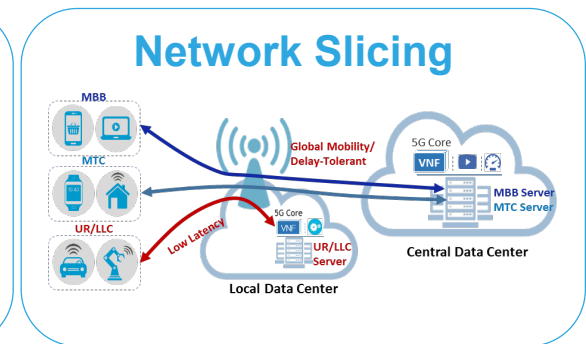 Network Slicing
MBB
MTC
UR/LLC
Global Mobility/
Delay-Tolerant
Low Latency
5G Core
VNF
UR/LLC
Server
Local Data Center
5G Core
VNF
MBB Server
MTC Server
Central Data Center